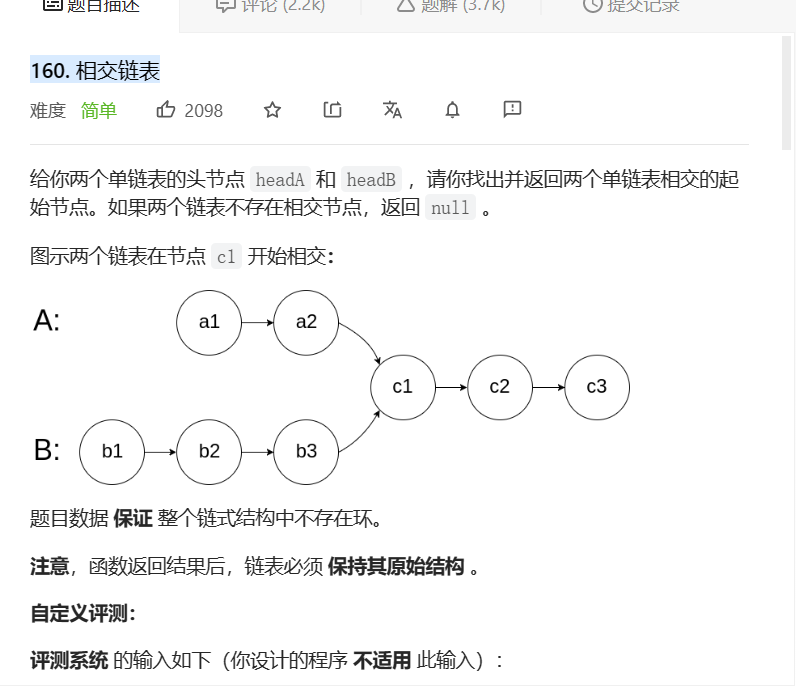 题目描述 评论 (2.2k) 题解 (3.7k) 提交记录
160. 相交链表
难度 简单 2098
给你两个单链表的头节点 headA 和 headB ，请你找出并返回两个单链表相交的起
始节点。如果两个链表不存在相交节点，返回 null 。
图示两个链表在节点 c1 开始相交：
A: a1 a2
c1 c2 c3
B: b1 b2 b3
题目数据 保证 整个链式结构中不存在环。
注意，函数返回结果后，链表必须 保持其原始结构 。
自定义评测：
评测系统 的输入如下（你设计的程序 不适用 此输入）：